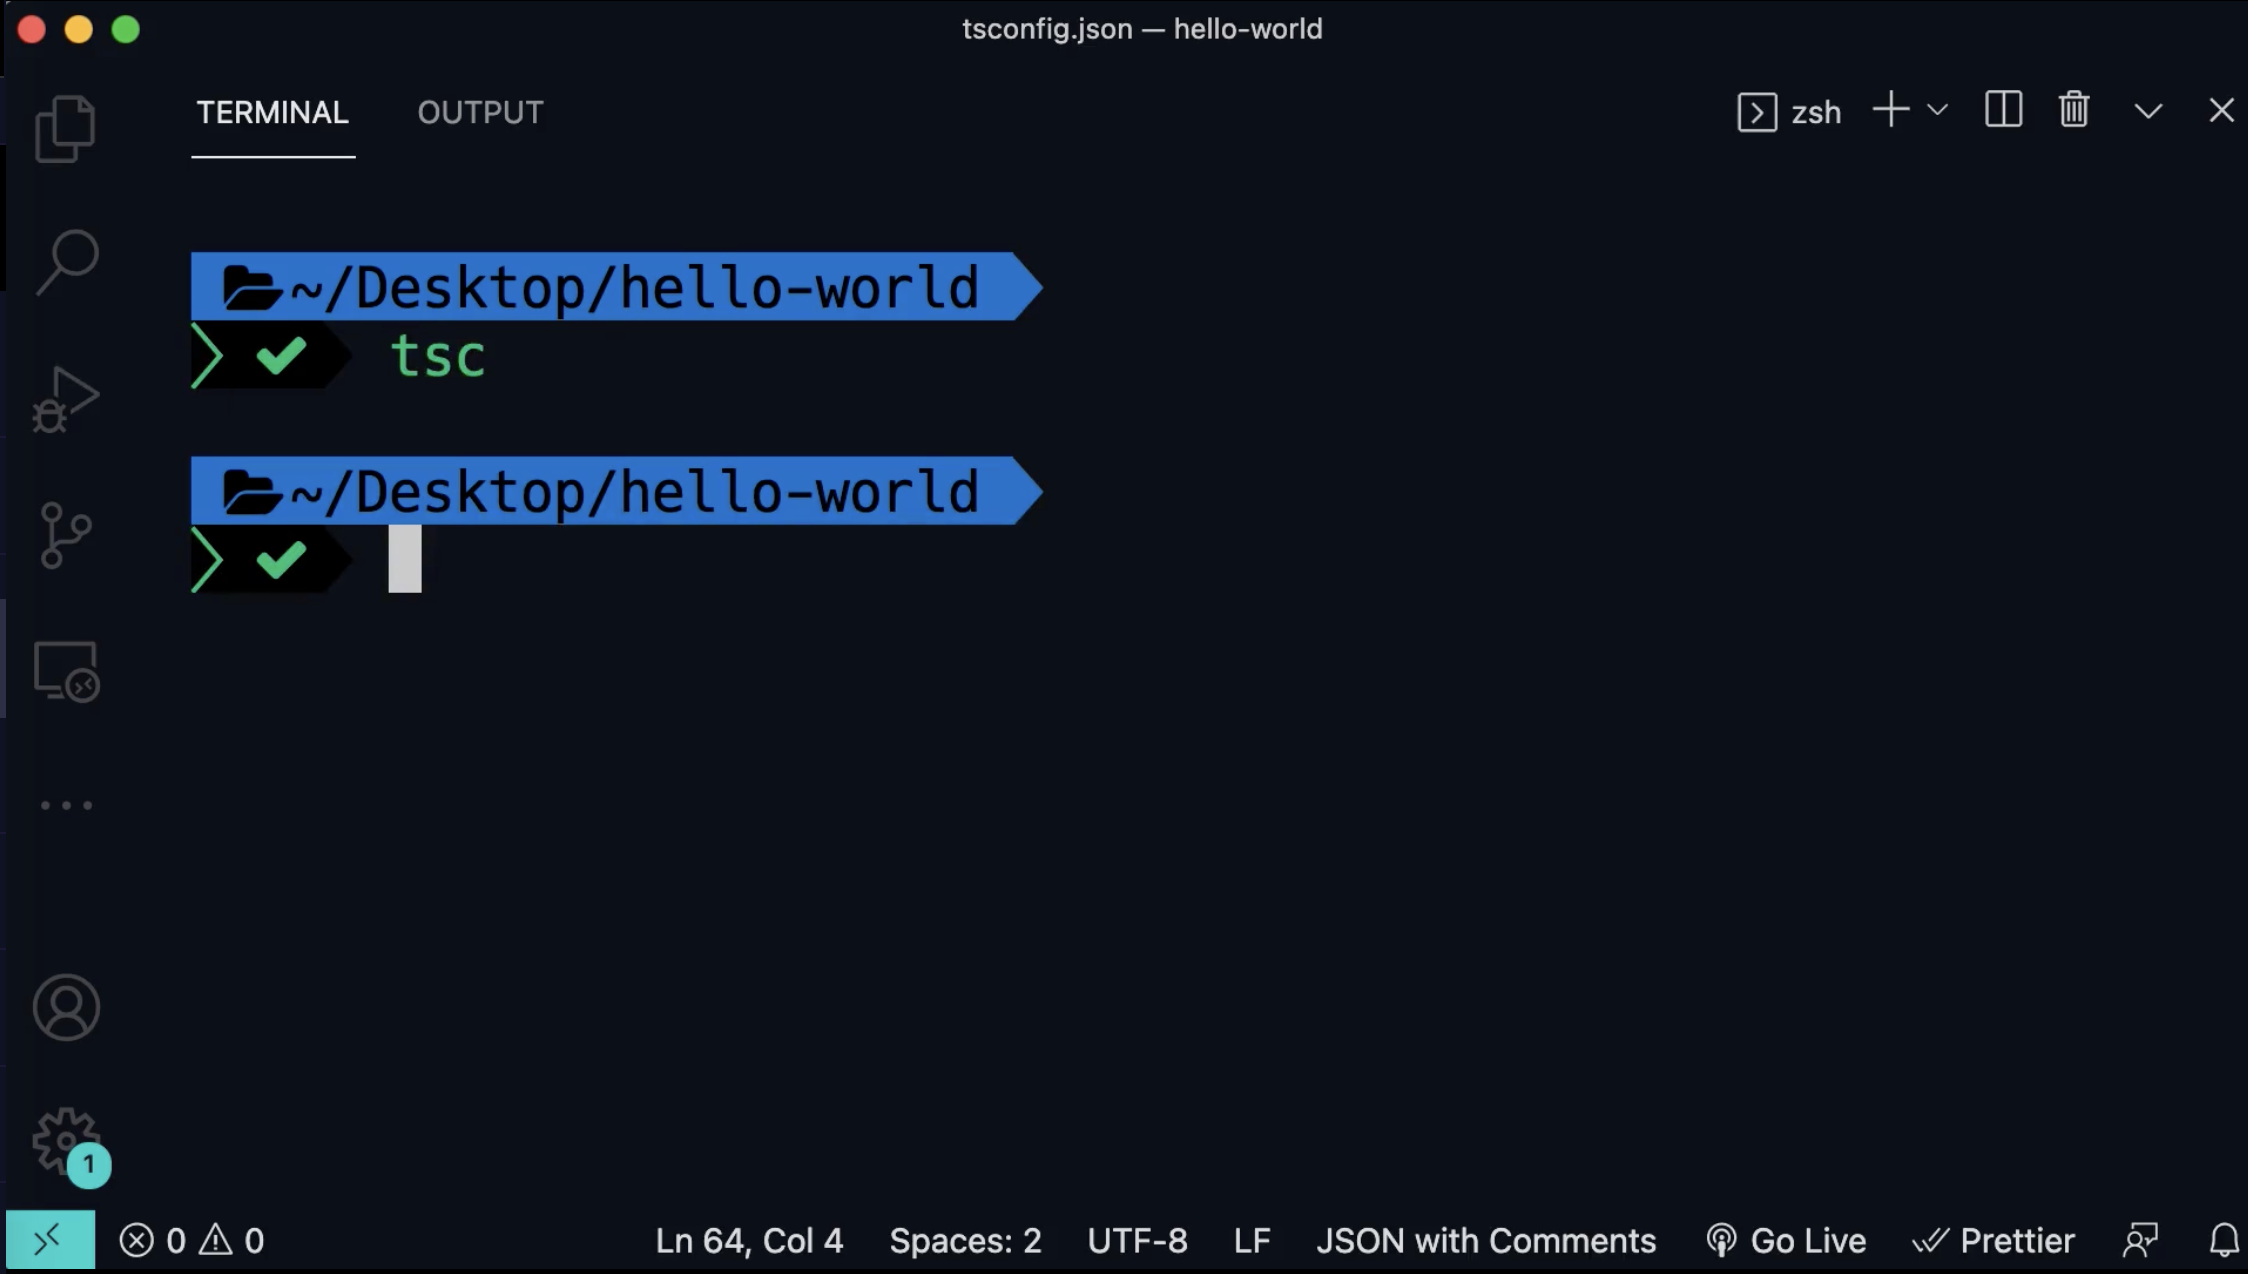 tsconfig.json — hello-world
TERMINAL OUTPUT zsh
~/Desktop/hello-world
tsc
~/Desktop/hello-world
1
0 0 Ln 64, Col 4 Spaces: 2 UTF-8 LF JSON with Comments Go Live Prettier